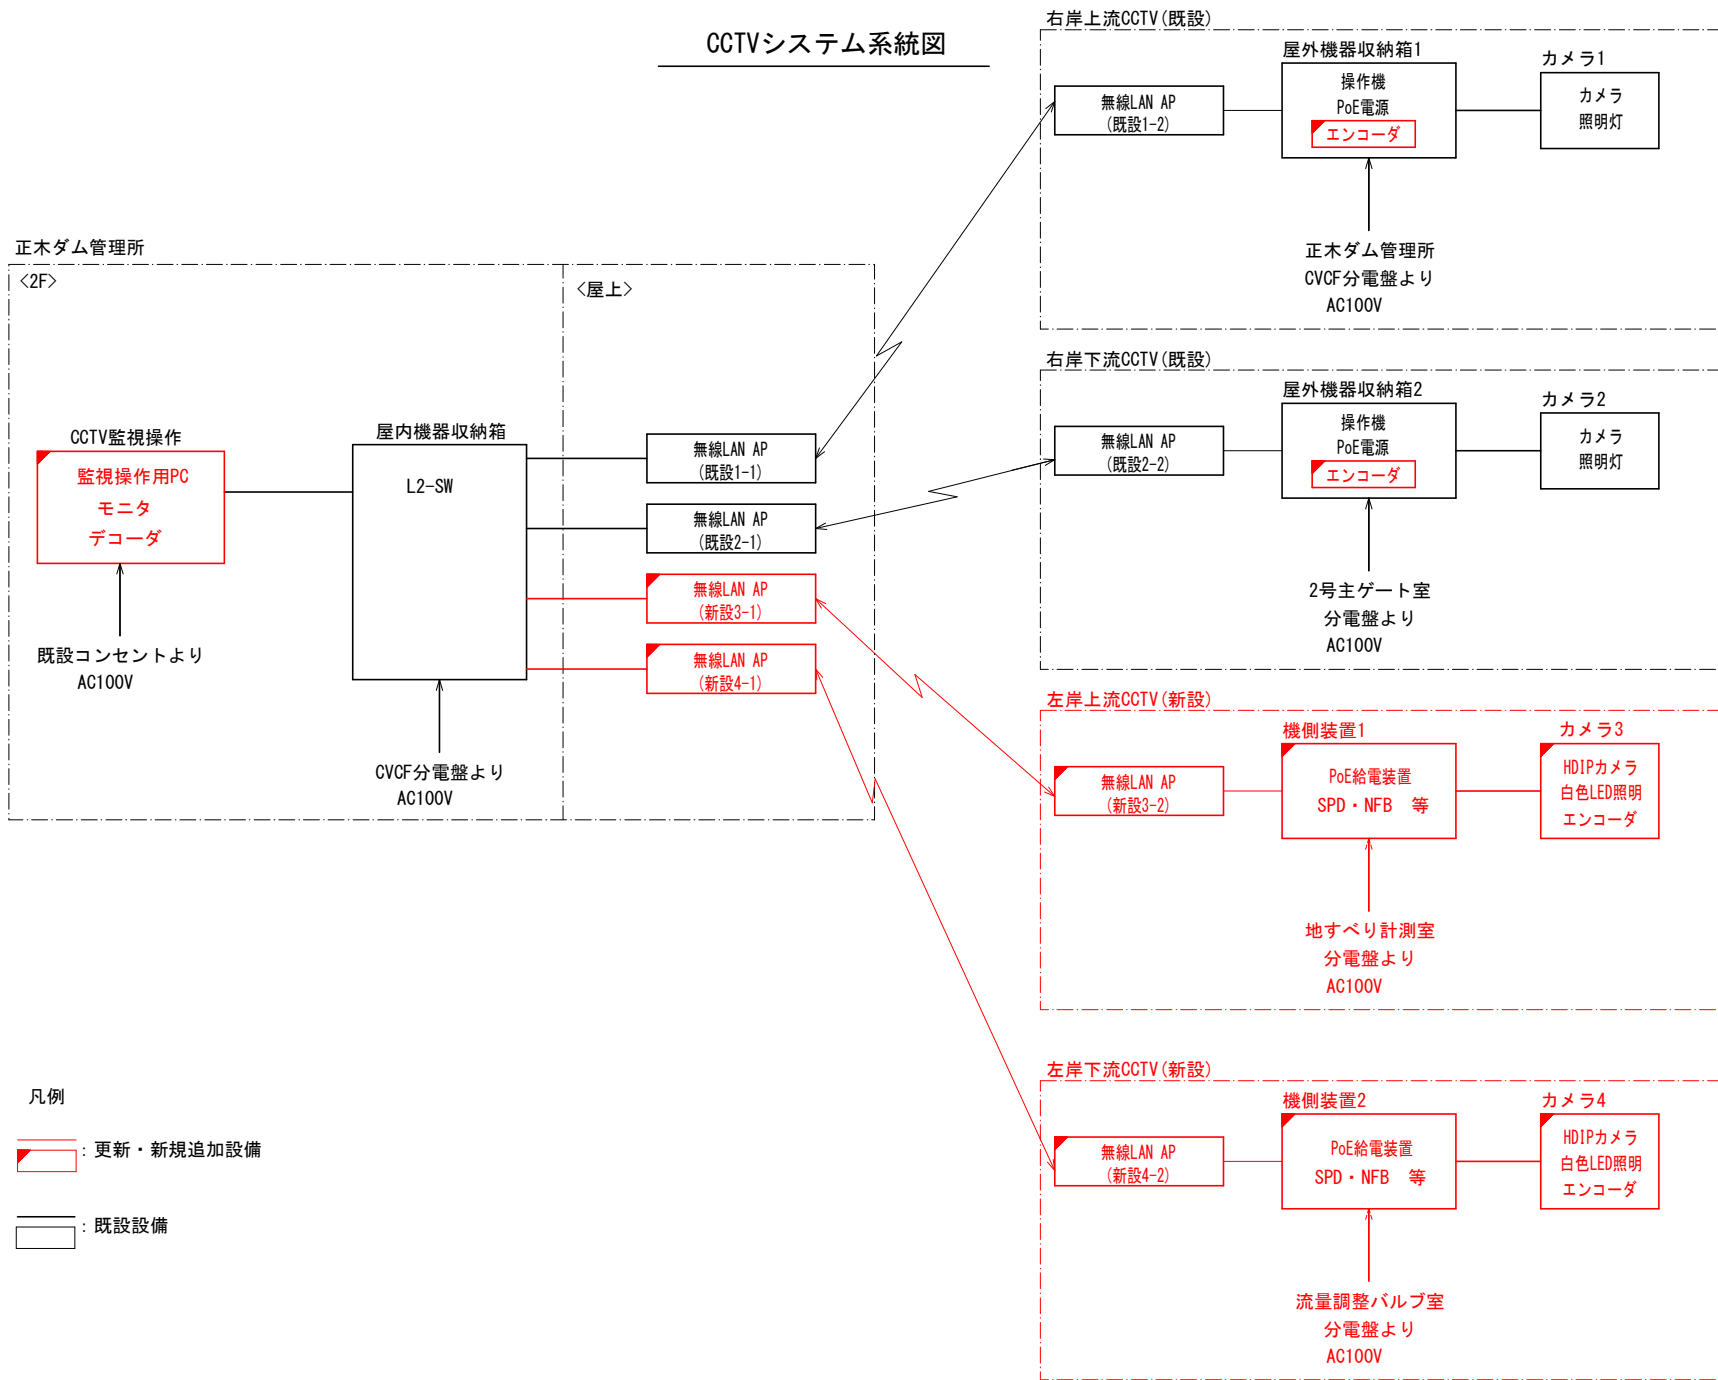 CCTVシステム系統図
正木ダム管理所
<2F>
<屋上>
CCTV監視操作
監視操作用PC
モニタ
デコーダ
既設コンセントより
AC100V
屋内機器収納箱
L2-SW
CVCF分電盤より
AC100V
無線LAN AP
(既設1-1)
無線LAN AP
(既設2-1)
無線LAN AP
(新設3-1)
無線LAN AP
(新設4-1)
右岸上流CCTV(既設)
無線LAN AP
(既設1-2)
屋外機器収納箱1
操作機
PoE電源
エンコーダ
カメラ1
カメラ
照明灯
正木ダム管理所
CVCF分電盤より
AC100V
右岸下流CCTV(既設)
無線LAN AP
(既設2-2)
屋外機器収納箱2
操作機
PoE電源
エンコーダ
カメラ2
カメラ
照明灯
2号主ゲート室
分電盤より
AC100V
左岸上流CCTV(新設)
無線LAN AP
(新設3-2)
機側装置1
PoE給電装置
SPD・NFB 等
カメラ3
HDIPカメラ
白色LED照明
エンコーダ
地すべり計測室
分電盤より
AC100V
左岸下流CCTV(新設)
無線LAN AP
(新設4-2)
機側装置2
PoE給電装置
SPD・NFB 等
カメラ4
HDIPカメラ
白色LED照明
エンコーダ
流量調整バルブ室
分電盤より
AC100V
凡例
：更新・新規追加設備
：既設設備